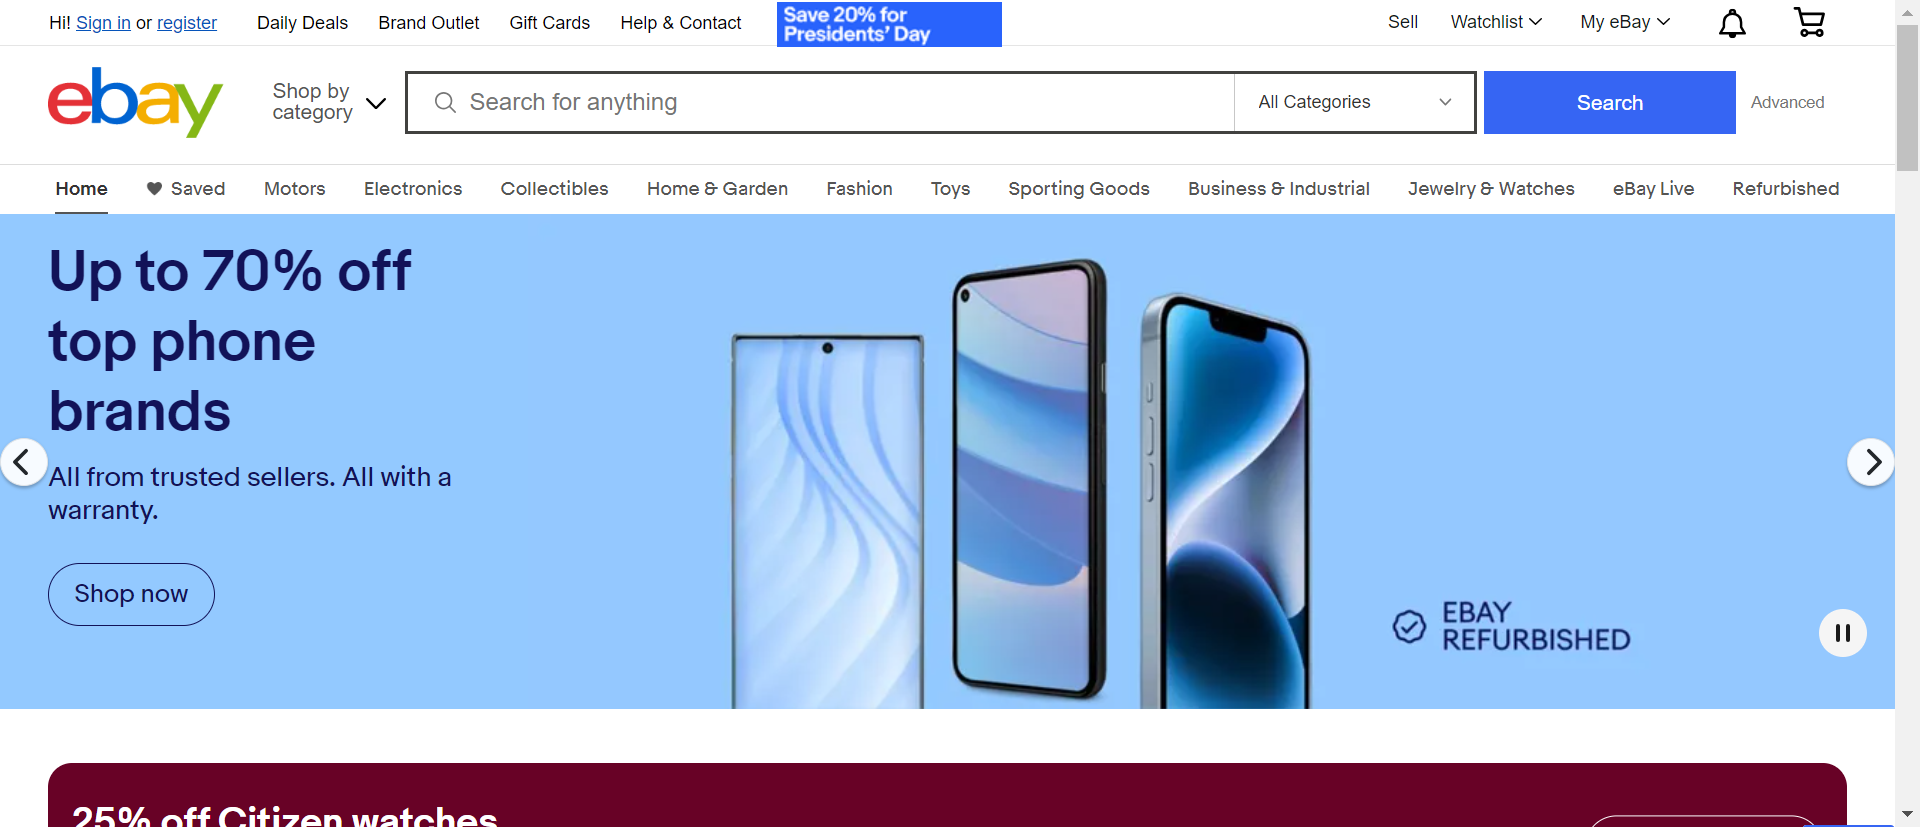 Hi! Sign in or register Daily Deals Brand Outlet Gift Cards Help & Contact
Save 20% for
Presidents' Day
Sell Watchlist My eBay
ebay
Shop by
category
Search for anything
All Categories
Search
Advanced
Home Saved Motors Electronics Collectibles Home & Garden Fashion Toys Sporting Goods Business & Industrial Jewelry & Watches eBay Live Refurbished
Up to 70% off
top phone
brands
All from trusted sellers. All with a
warranty.
Shop now
EBAY
REFURBISHED
25% off Citizen watches